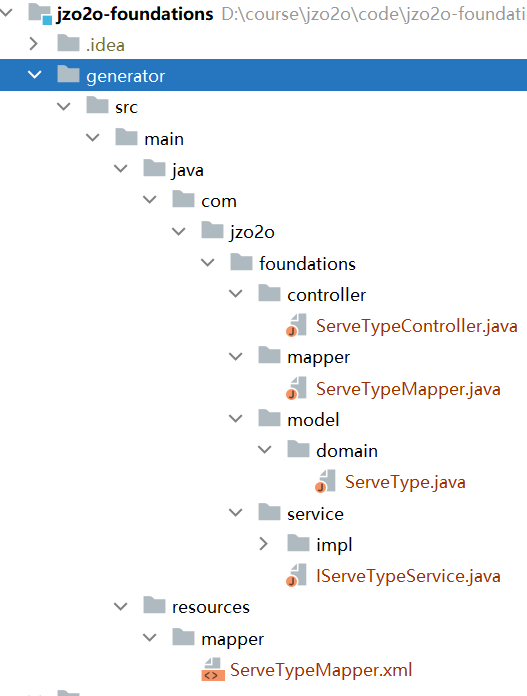 jzo2o-foundations D:\course\jzo2o\code\jzo2o-foundati
.idea
generator
src
main
java
com
jzo2o
foundations
controller
ServeTypeController.java
mapper
ServeTypeMapper.java
model
domain
ServeType.java
service
impl
IServeTypeService.java
resources
mapper
ServeTypeMapper.xml